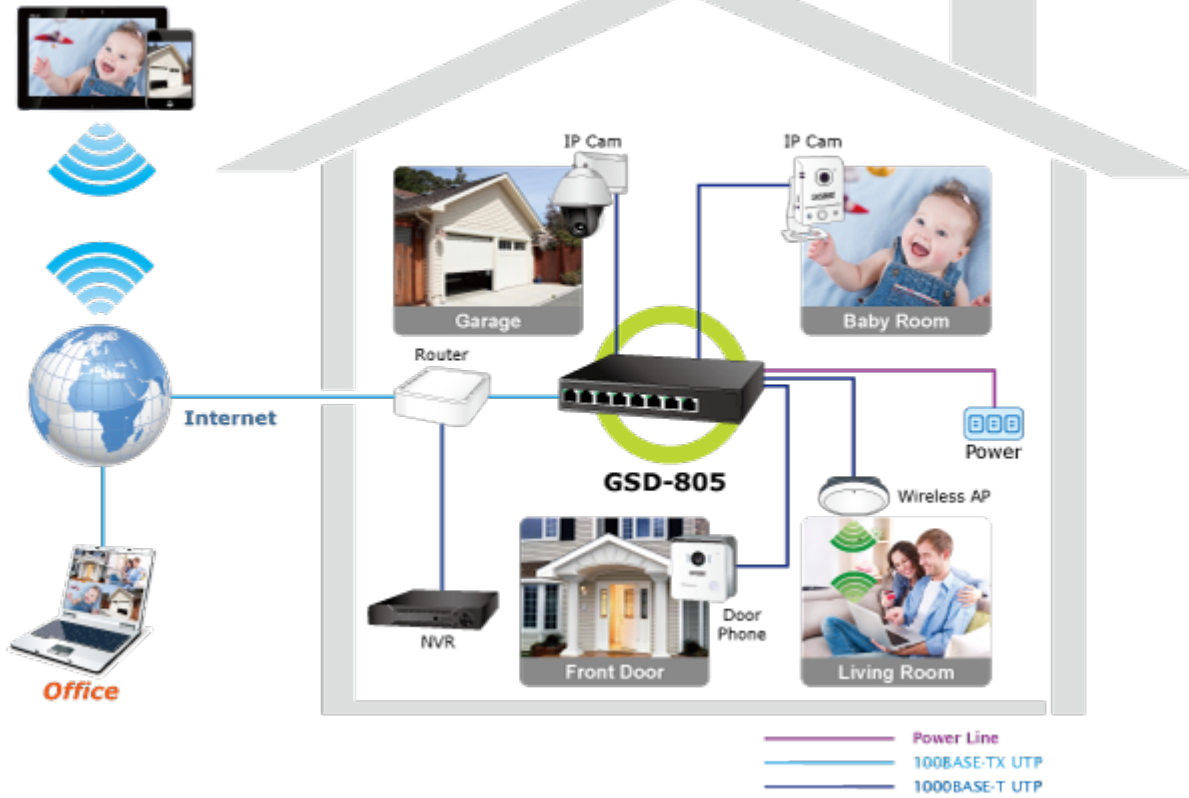 IP Cam
IP Cam
Garage
Baby Room
Router
Internet
GSD-805
Power
Wireless AP
NVR
Door
Phone
Front Door
Living Room
Office
Power Line
100BASE-TX UTP
1000BASE-T UTP